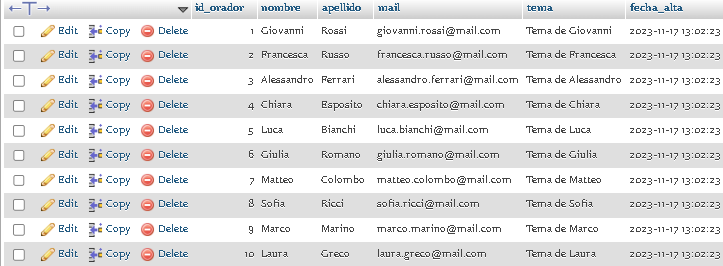 id_orador nombre apellido mail tema fecha_alta
Edit Copy Delete 1 Giovanni Rossi giovanni.rossi@mail.com Tema de Giovanni 2023-11-17 13:02:23
Edit Copy Delete 2 Francesca Russo francesca.russo@mail.com Tema de Francesca 2023-11-17 13:02:23
Edit Copy Delete 3 Alessandro Ferrari alessandro.ferrari@mail.com Tema de Alessandro 2023-11-17 13:02:23
Edit Copy Delete 4 Chiara Esposito chiara.esposito@mail.com Tema de Chiara 2023-11-17 13:02:23
Edit Copy Delete 5 Luca Bianchi luca.bianchi@mail.com Tema de Luca 2023-11-17 13:02:23
Edit Copy Delete 6 Giulia Romano giulia.romano@mail.com Tema de Giulia 2023-11-17 13:02:23
Edit Copy Delete 7 Matteo Colombo matteo.colombo@mail.com Tema de Matteo 2023-11-17 13:02:23
Edit Copy Delete 8 Sofia Ricci sofia.ricci@mail.com Tema de Sofia 2023-11-17 13:02:23
Edit Copy Delete 9 Marco Marino marco.marino@mail.com Tema de Marco 2023-11-17 13:02:23
Edit Copy Delete 10 Laura Greco laura.greco@mail.com Tema de Laura 2023-11-17 13:02:23